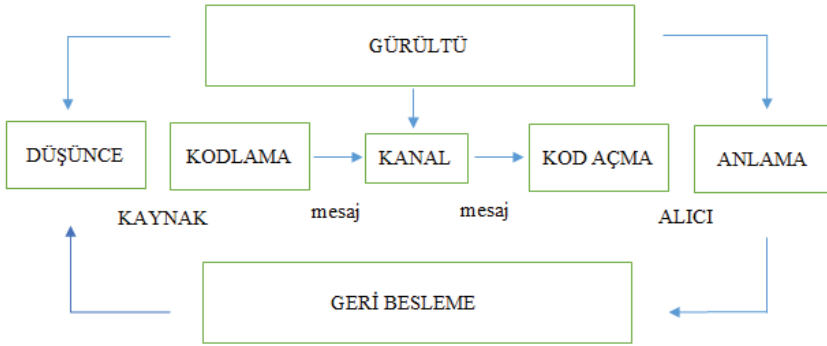 GÜRÜLTÜ
DÜŞÜNCE
KODLAMA
KANAL
KOD AÇMA
ANLAMA
KAYNAK
mesaj
mesaj
ALICI
GERİ BESLEME